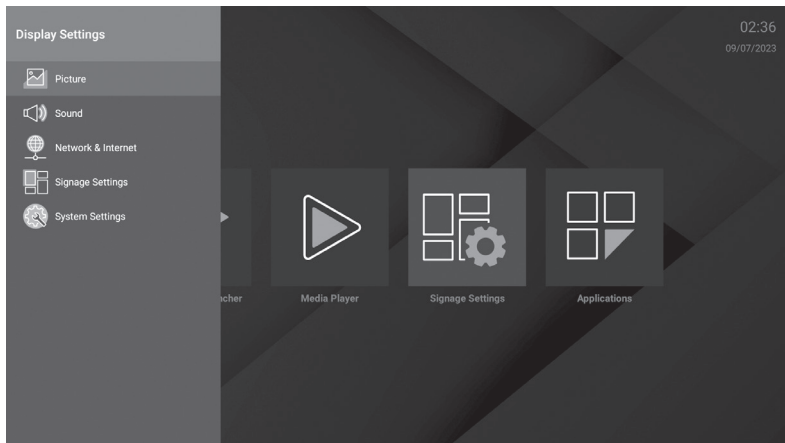 Display Settings
02:36
09/07/2023
Picture
Sound
Network & Internet
Signage Settings
System Settings
ncher
Media Player
Signage Settings
Applications